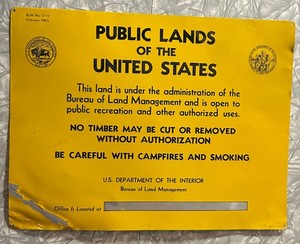 PUBLIC LANDS
OF THE
UNITED STATES
This land is under the administration of the
Bureau of Land Management and is open to
public recreation and other authorized uses.
NO TIMBER MAY BE CUT OR REMOVED
WITHOUT AUTHORIZATION
BE CAREFUL WITH CAMPFIRES AND SMOKING
U.S. DEPARTMENT OF THE INTERIOR
Bureau of Land Management
Office Is Located at